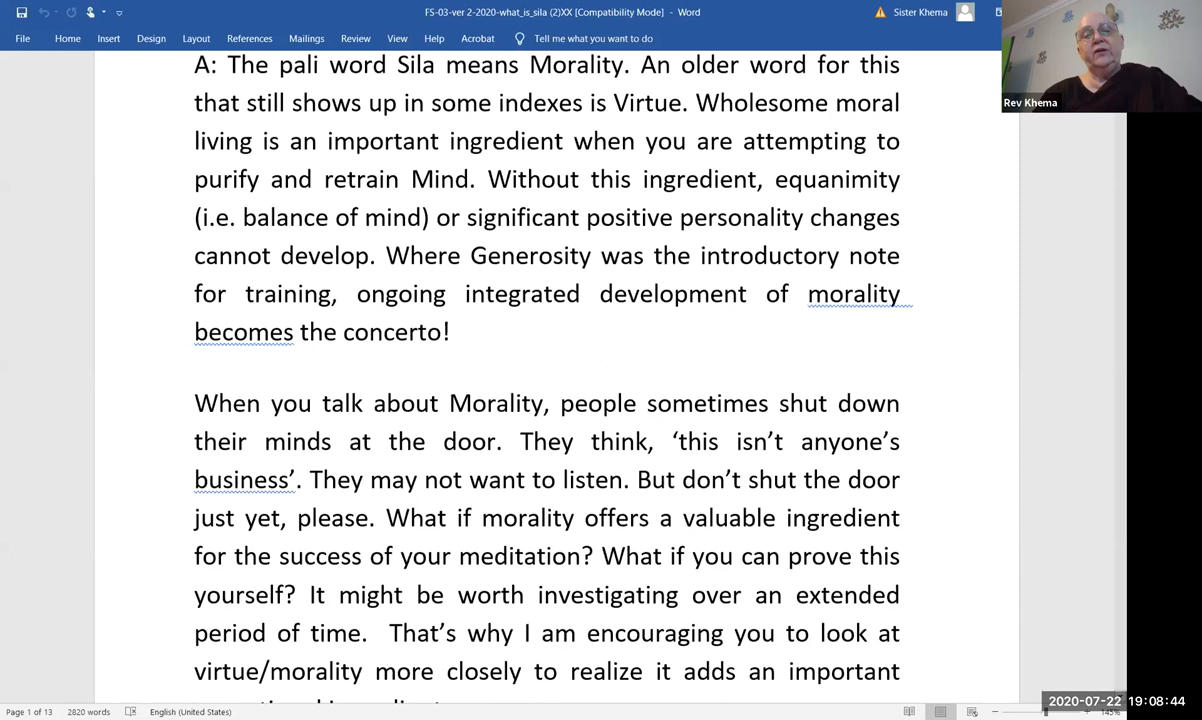 FS-03-ver 2-2020-what_is_sila (2)XX [Compatibility Mode] - Word
Sister Khema
File Home Insert Design Layout References Mailings Review View Help Acrobat Tell me what you want to do
Rev Khema
A: The pali word Sila means Morality. An older word for this
that still shows up in some indexes is Virtue. Wholesome moral
living is an important ingredient when you are attempting to
purify and retrain Mind. Without this ingredient, equanimity
(i.e. balance of mind) or significant positive personality changes
cannot develop. Where Generosity was the introductory note
for training, ongoing integrated development of morality
becomes the concerto!
When you talk about Morality, people sometimes shut down
their minds at the door. They think, ‘this isn’t anyone’s
business’. They may not want to listen. But don’t shut the door
just yet, please. What if morality offers a valuable ingredient
for the success of your meditation? What if you can prove this
yourself? It might be worth investigating over an extended
period of time. That’s why I am encouraging you to look at
virtue/morality more closely to realize it adds an important
Page 1 of 13 2820 words English (United States)
2020-07-22 19:08:44
145%